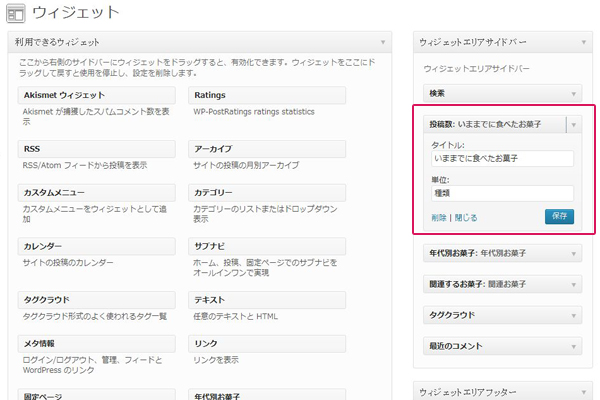 ウィジェット
利用できるウィジェット
ここから右側のサイドバーにウィジェットをドラッグすると、有効化できます。ウィジェットをここにド
ラッグして戻すと使用を停止し、設定を削除します。
Akismet ウィジェット
Akismet が捕獲したスパムコメント数を表
示
Ratings
WP-PostRatings ratings statistics
RSS
RSS/Atom フィードから投稿を表示
アーカイブ
サイトの投稿の月別アーカイブ
カスタムメニュー
カスタムメニューをウィジェットとして追
加
カテゴリー
カテゴリーのリストまたはドロップダウン
表示
カレンダー
サイトの投稿のカレンダー
サブナビ
ホーム、投稿、固定ページでのサブナビを
オールインワンで実現
タグクラウド
タグクラウド形式のよく使われるタグ一覧
テキスト
任意のテキストと HTML
メタ情報
ログイン/ログアウト、管理、フィードと
WordPress のリンク
リンク
リンクを表示
固定ページ
年代別お菓子
ウィジェットエリアサイドバー
ウィジェットエリアサイドバー
検索
投稿数: いままでに食べたお菓子
タイトル:
いままでに食べたお菓子
単位:
種類
削除 | 閉じる
保存
年代別お菓子: 年代別お菓子
関連するお菓子: 関連お菓子
タグクラウド
最近のコメント
ウィジェットエリアフッター